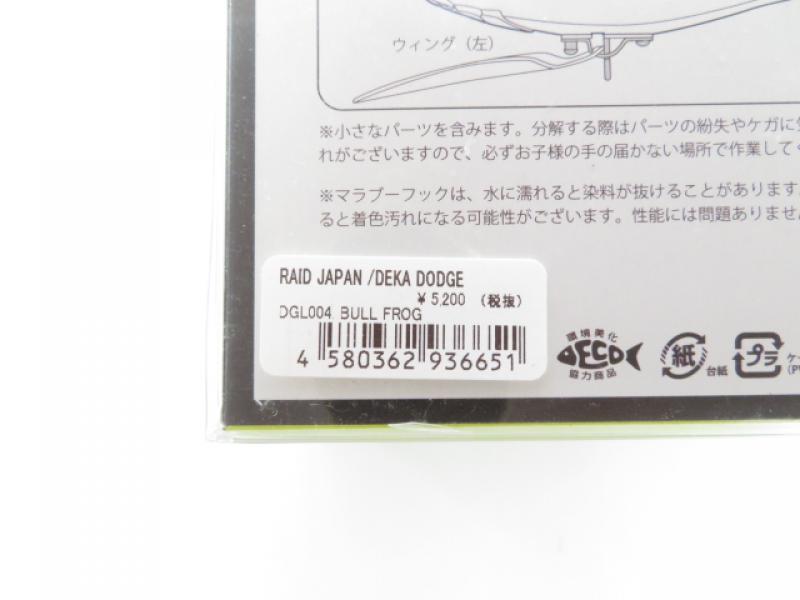 ウィング（左）
※小さなパーツを含みます。分解する際はパーツの紛失やケガに
れがございますので、必ずお子様の手の届かない場所で作業して
※マラブーフックは、水に濡れると染料が抜けることがあります
ると着色汚れになる可能性がございます。性能には問題ありませ
RAID JAPAN /DEKA DODGE
¥ 5,200 （税抜）
DGL004 BULL FROG
4 580362 936651
環境美化
ECO
協力商品
紙
台紙
プラ